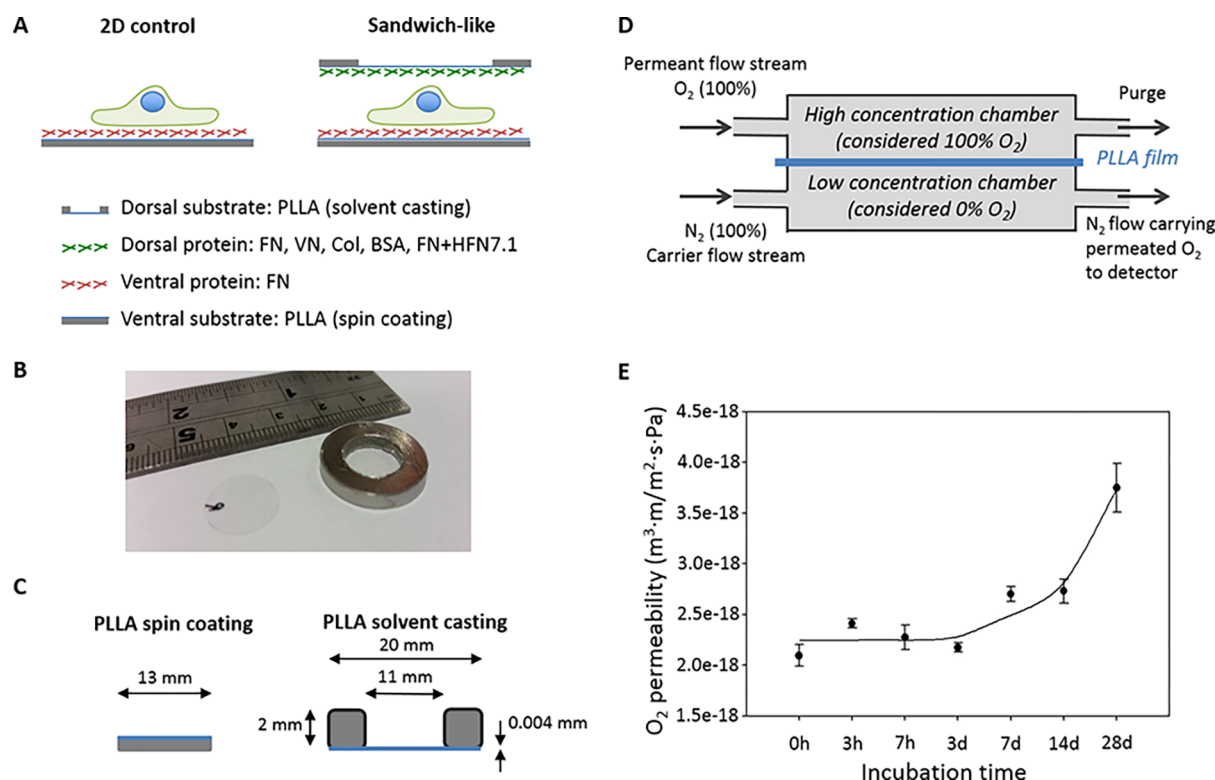 A
2D control
Sandwich-like
Dorsal substrate: PLLA (solvent casting)
Dorsal protein: FN, VN, Col, BSA, FN+HFN7.1
Ventral protein: FN
Ventral substrate: PLLA (spin coating)
B
1
2
4
5
6
C
PLLA spin coating
PLLA solvent casting
20 mm
13 mm
11 mm
2 mm
0.004 mm
D
Permeant flow stream
O₂ (100%)
Purge
High concentration chamber
(considered 100% O₂)
PLLA film
Low concentration chamber
(considered 0% O₂)
N₂ (100%)
Carrier flow stream
N₂ flow carrying
permeated O₂
to detector
E
O₂ permeability (m³·m/m²·s·Pa)
4.5e-18
4.0e-18
3.5e-18
3.0e-18
2.5e-18
2.0e-18
1.5e-18
0h 3h 7h 3d 7d 14d 28d
Incubation time